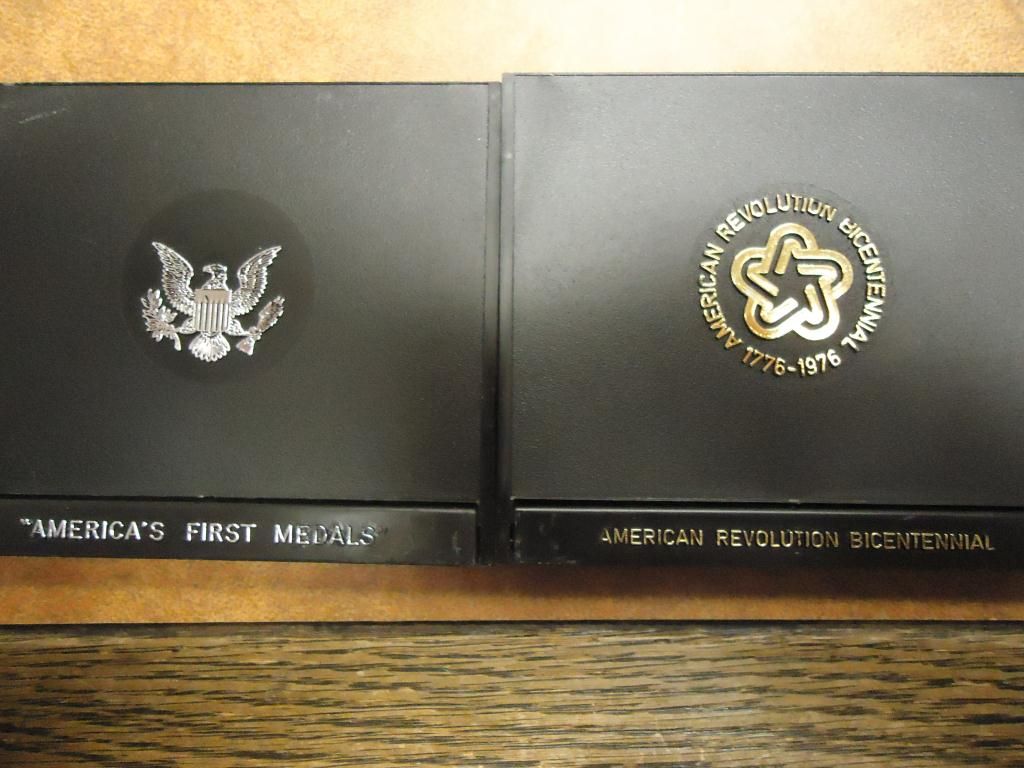 "AMERICA'S FIRST MEDALS"
AMERICAN REVOLUTION BICENTENNIAL
1776-1976
AMERICAN REVOLUTION BICENTENNIAL